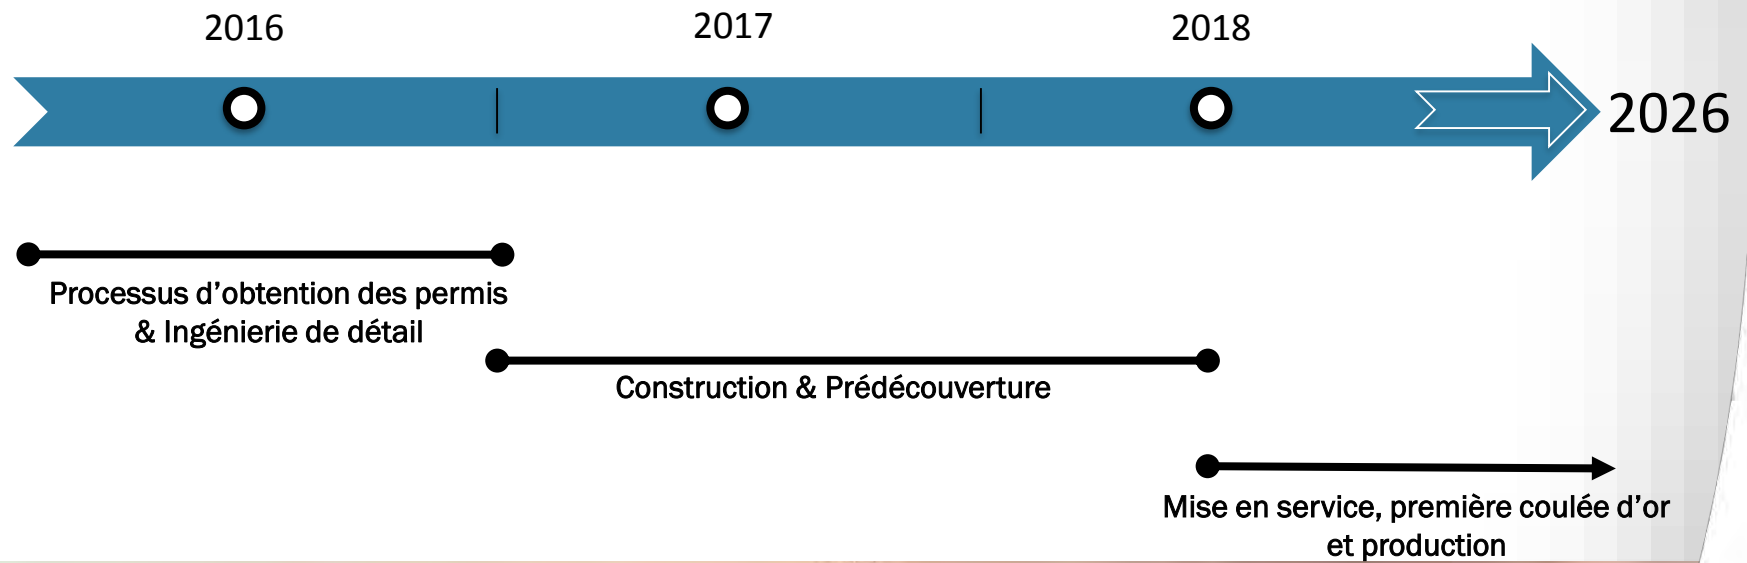 2016
2017
2018
2026
Processus d’obtention des permis
& Ingénierie de détail
Construction & Prédécouverture
Mise en service, première coulée d’or
et production